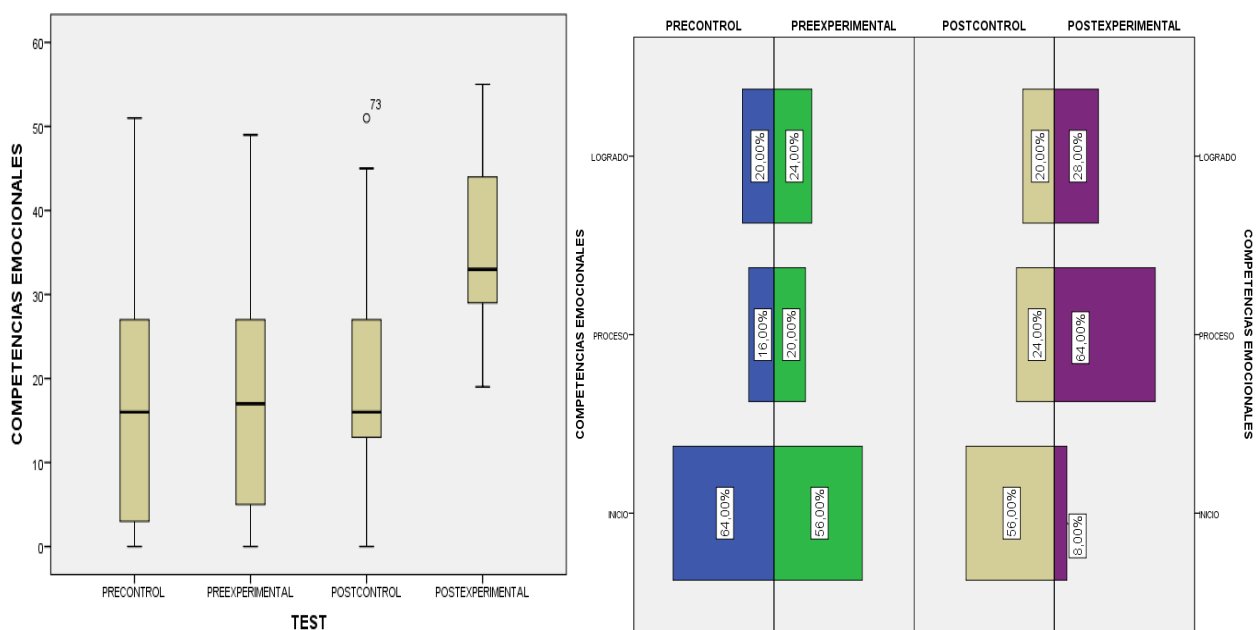 COMPETENCIAS EMOCIONALES
60
50
40
30
20
10
0
73
PRECONTROL
PREEXPERIMENTAL
POSTCONTROL
POSTEXPERIMENTAL
TEST
PRECONTROL
PREEXPERIMENTAL
POSTCONTROL
POSTEXPERIMENTAL
COMPETENCIAS EMOCIONALES
LOGRADO
20,00%
24,00%
20,00%
28,00%
LOGRADO
PROCESO
16,00%
20,00%
24,00%
64,00%
PROCESO
INICIO
64,00%
56,00%
56,00%
8,00%
INICIO
COMPETENCIAS EMOCIONALES